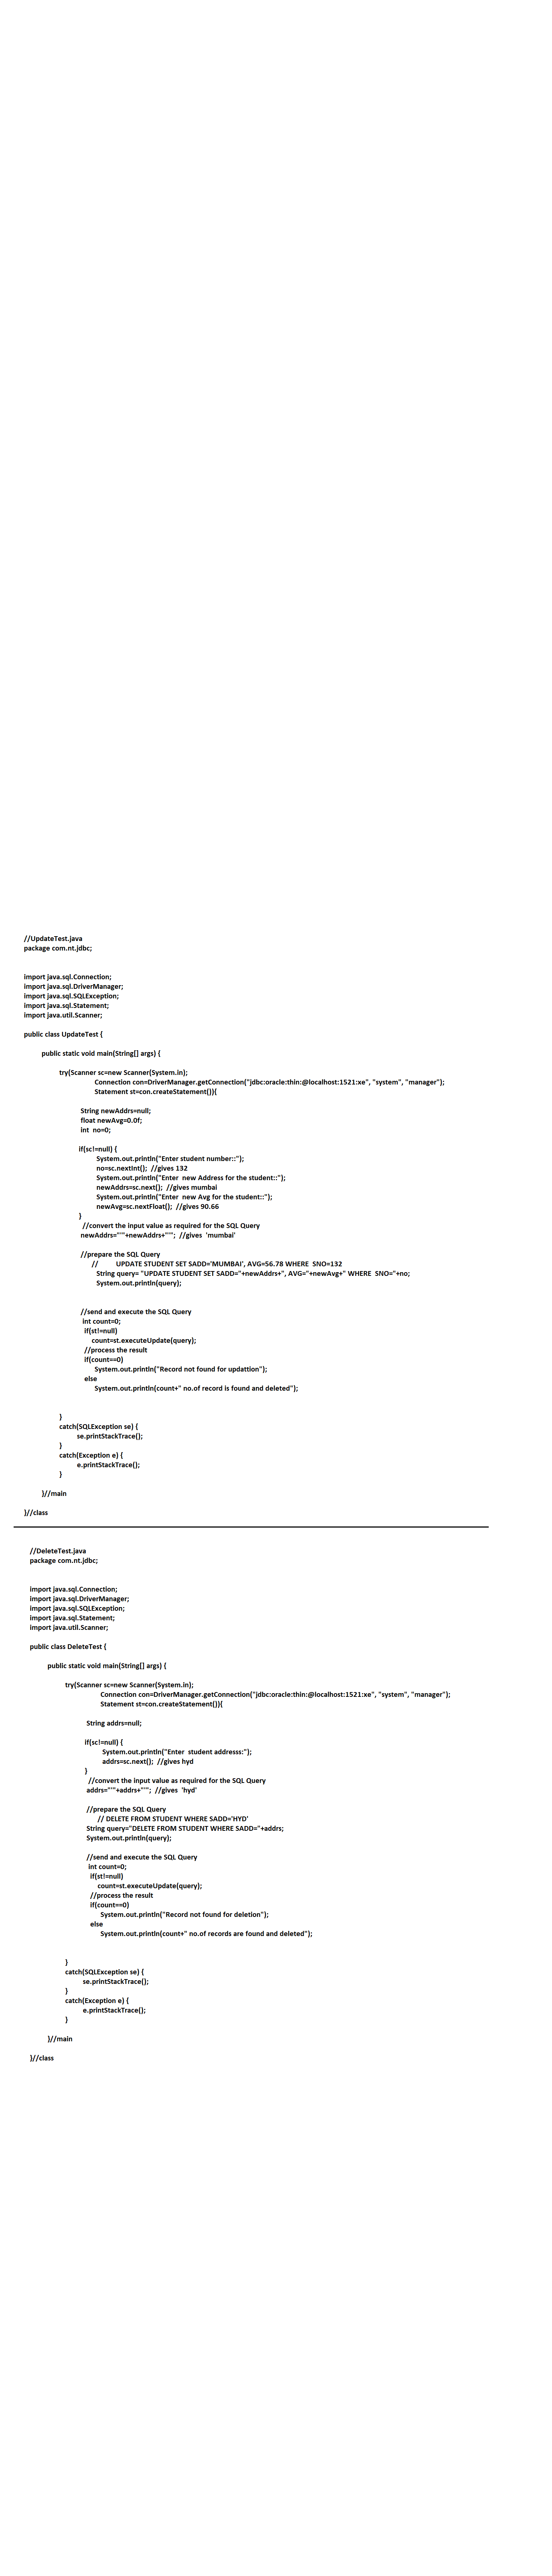 //UpdateTest.java
package com.nt.jdbc;
import java.sql.Connection;
import java.sql.DriverManager;
import java.sql.SQLException;
import java.sql.Statement;
import java.util.Scanner;
public class UpdateTest {
public static void main(String[] args) {
try(Scanner sc=new Scanner(System.in);
Connection con=DriverManager.getConnection("jdbc:oracle:thin:@localhost:1521:xe", "system", "manager");
Statement st=con.createStatement()){
String newAddrs=null;
float newAvg=0.0f;
int no=0;
if(sc!=null) {
System.out.println("Enter student number::");
no=sc.nextInt(); //gives 132
System.out.println("Enter new Address for the student::");
newAddrs=sc.next(); //gives mumbai
System.out.println("Enter new Avg for the student::");
newAvg=sc.nextFloat(); //gives 90.66
}
//convert the input value as required for the SQL Query
newAddrs="'"+newAddrs+"'"; //gives 'mumbai'
//prepare the SQL Query
// UPDATE STUDENT SET SADD='MUMBAI', AVG=56.78 WHERE SNO=132
String query= "UPDATE STUDENT SET SADD="+newAddrs+", AVG="+newAvg+" WHERE SNO="+no;
System.out.println(query);
//send and execute the SQL Query
int count=0;
if(st!=null)
count=st.executeUpdate(query);
//process the result
if(count==0)
System.out.println("Record not found for updattion");
else
System.out.println(count+" no.of record is found and deleted");
}
catch(SQLException se) {
se.printStackTrace();
}
catch(Exception e) {
e.printStackTrace();
}
}//main
}//class
//DeleteTest.java
package com.nt.jdbc;
import java.sql.Connection;
import java.sql.DriverManager;
import java.sql.SQLException;
import java.sql.Statement;
import java.util.Scanner;
public class DeleteTest {
public static void main(String[] args) {
try(Scanner sc=new Scanner(System.in);
Connection con=DriverManager.getConnection("jdbc:oracle:thin:@localhost:1521:xe", "system", "manager");
Statement st=con.createStatement()){
String addrs=null;
if(sc!=null) {
System.out.println("Enter student addresss:");
addrs=sc.next(); //gives hyd
}
//convert the input value as required for the SQL Query
addrs="'"+addrs+"'"; //gives 'hyd'
//prepare the SQL Query
// DELETE FROM STUDENT WHERE SADD='HYD'
String query="DELETE FROM STUDENT WHERE SADD="+addrs;
System.out.println(query);
//send and execute the SQL Query
int count=0;
if(st!=null)
count=st.executeUpdate(query);
//process the result
if(count==0)
System.out.println("Record not found for deletion");
else
System.out.println(count+" no.of records are found and deleted");
}
catch(SQLException se) {
se.printStackTrace();
}
catch(Exception e) {
e.printStackTrace();
}
}//main
}//class